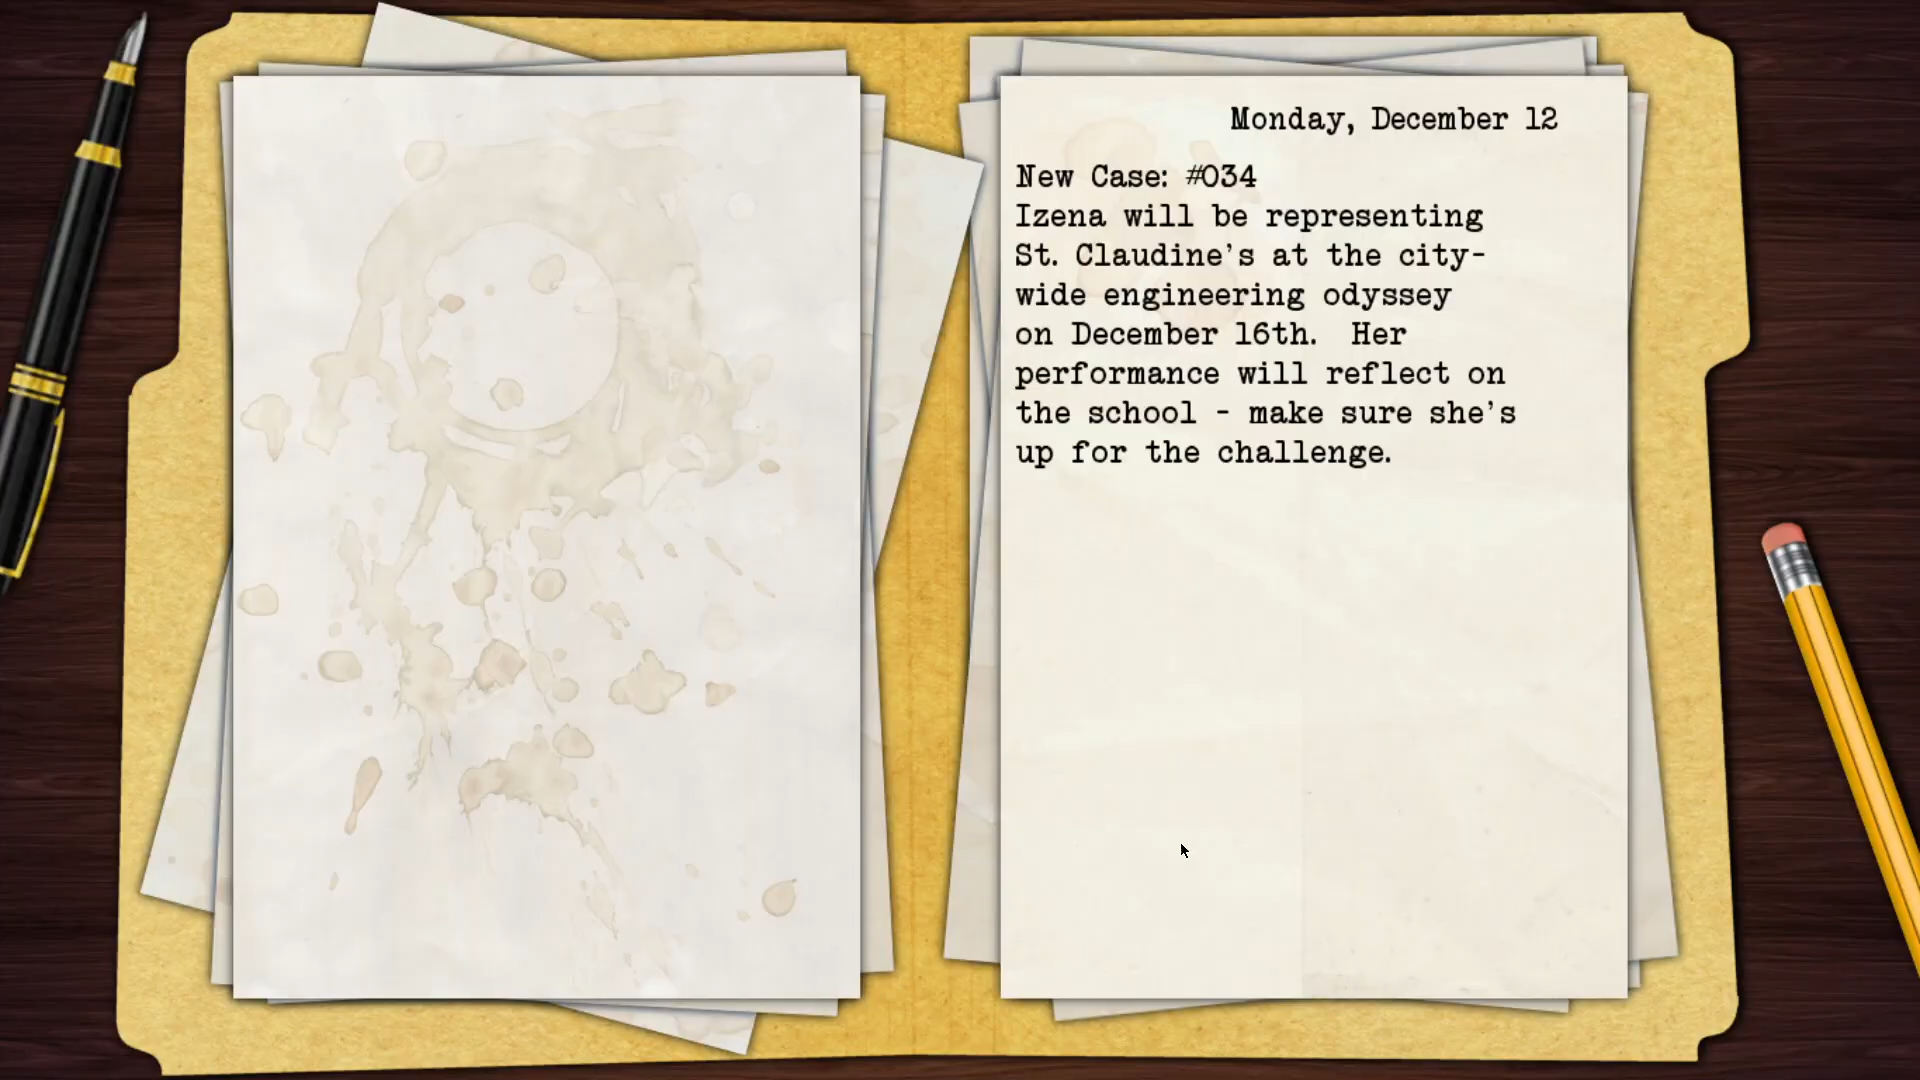 Monday, December 12
New Case: #034
Izena will be representing
St. Claudine's at the city-
wide engineering odyssey
on December 16th.  Her
performance will reflect on
the school - make sure she's
up for the challenge.